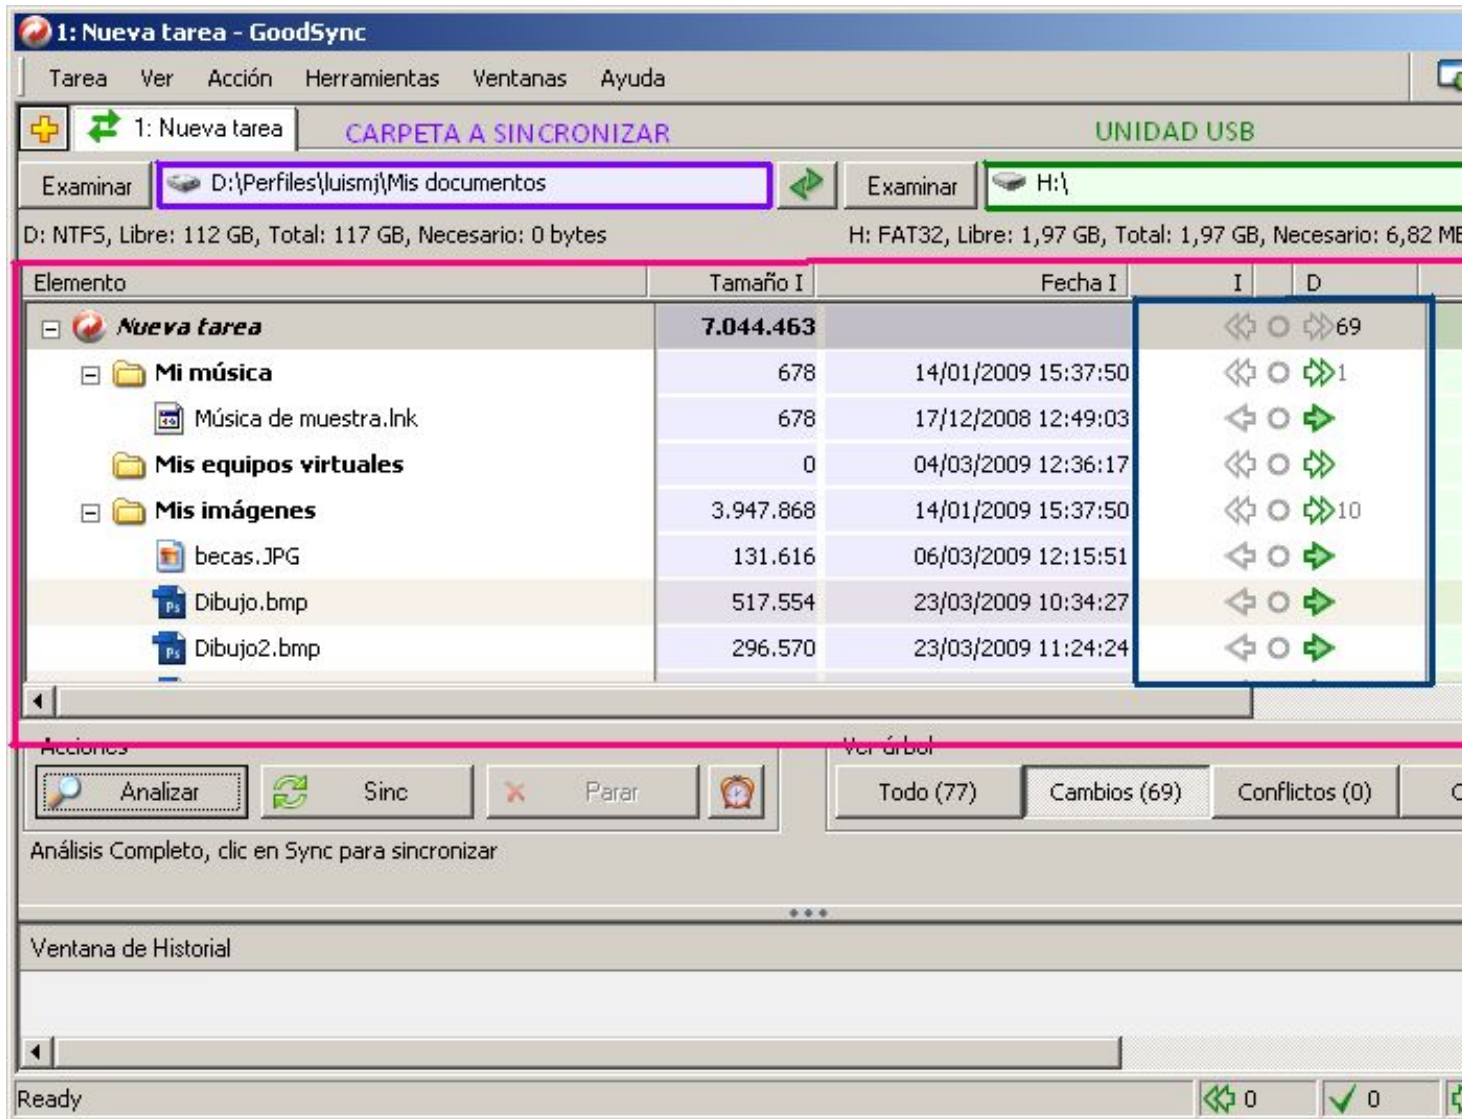 1: Nueva tarea - GoodSync
Tarea Ver Acción Herramientas Ventanas Ayuda
1: Nueva tarea CARPETA A SINCRONIZAR UNIDAD USB
Examinar D:\Perfiles\luismj\Mis documentos Examinar H:\
D: NTFS, Libre: 112 GB, Total: 117 GB, Necesario: 0 bytes H: FAT32, Libre: 1,97 GB, Total: 1,97 GB, Necesario: 6,82 MB
Elemento Tamaño I Fecha I I D
Nueva tarea 7.044.463 69
Mi música 678 14/01/2009 15:37:50 1
Música de muestra.lnk 678 17/12/2008 12:49:03
Mis equipos virtuales 0 04/03/2009 12:36:17
Mis imágenes 3.947.868 14/01/2009 15:37:50 10
becas.JPG 131.616 06/03/2009 12:15:51
Dibujo.bmp 517.554 23/03/2009 10:34:27
Dibujo2.bmp 296.570 23/03/2009 11:24:24
Acciones Ver árbol
Analizar Sinc Parar Todo (77) Cambios (69) Conflictos (0)
Análisis Completo, clic en Sync para sincronizar
Ventana de Historial
Ready 0 0